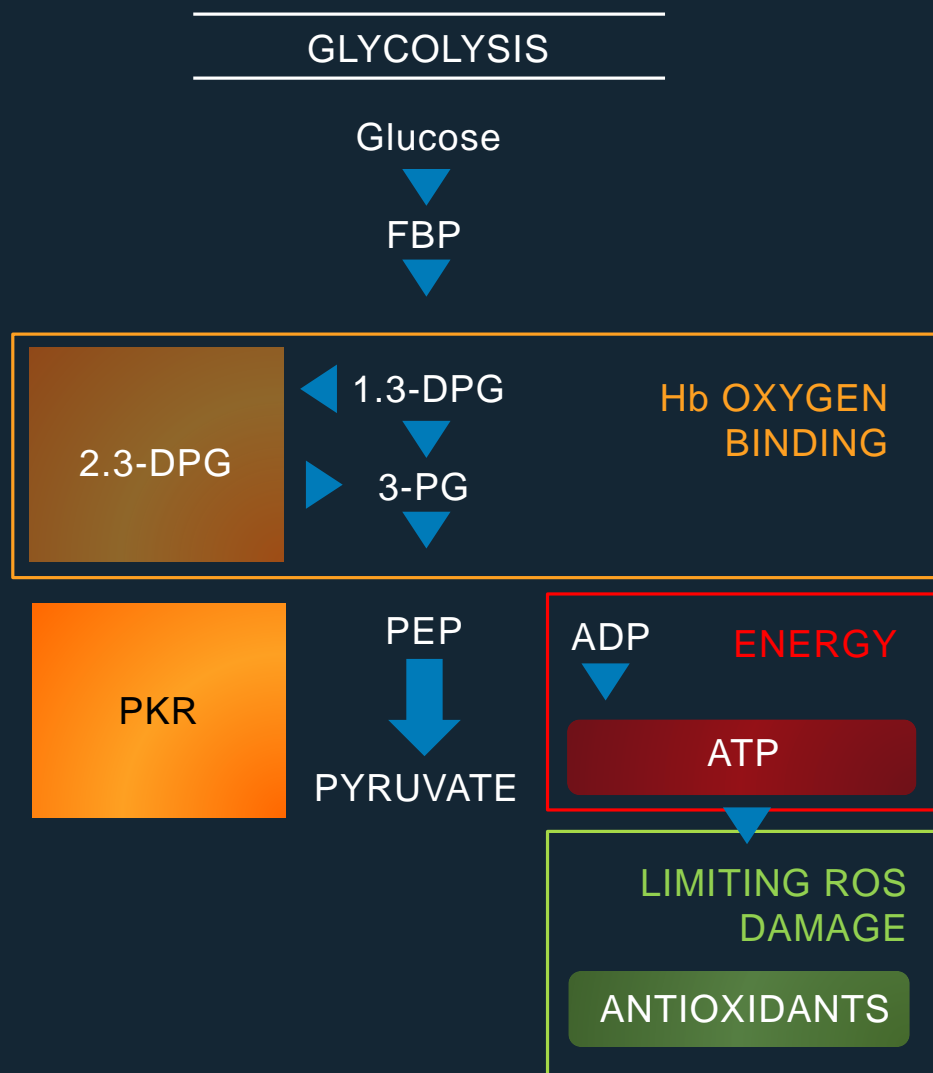 GLYCOLYSIS
Glucose
FBP
1.3-DPG
2.3-DPG
3-PG
Hb OXYGEN
BINDING
PKR
PEP
PYRUVATE
ADP
ENERGY
ATP
LIMITING ROS
DAMAGE
ANTIOXIDANTS